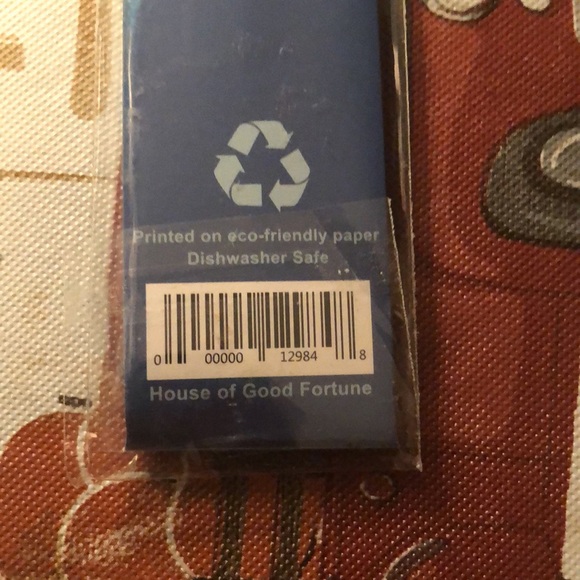 Printed on eco-friendly paper
Dishwasher Safe
0 00000 12984 8
House of Good Fortune